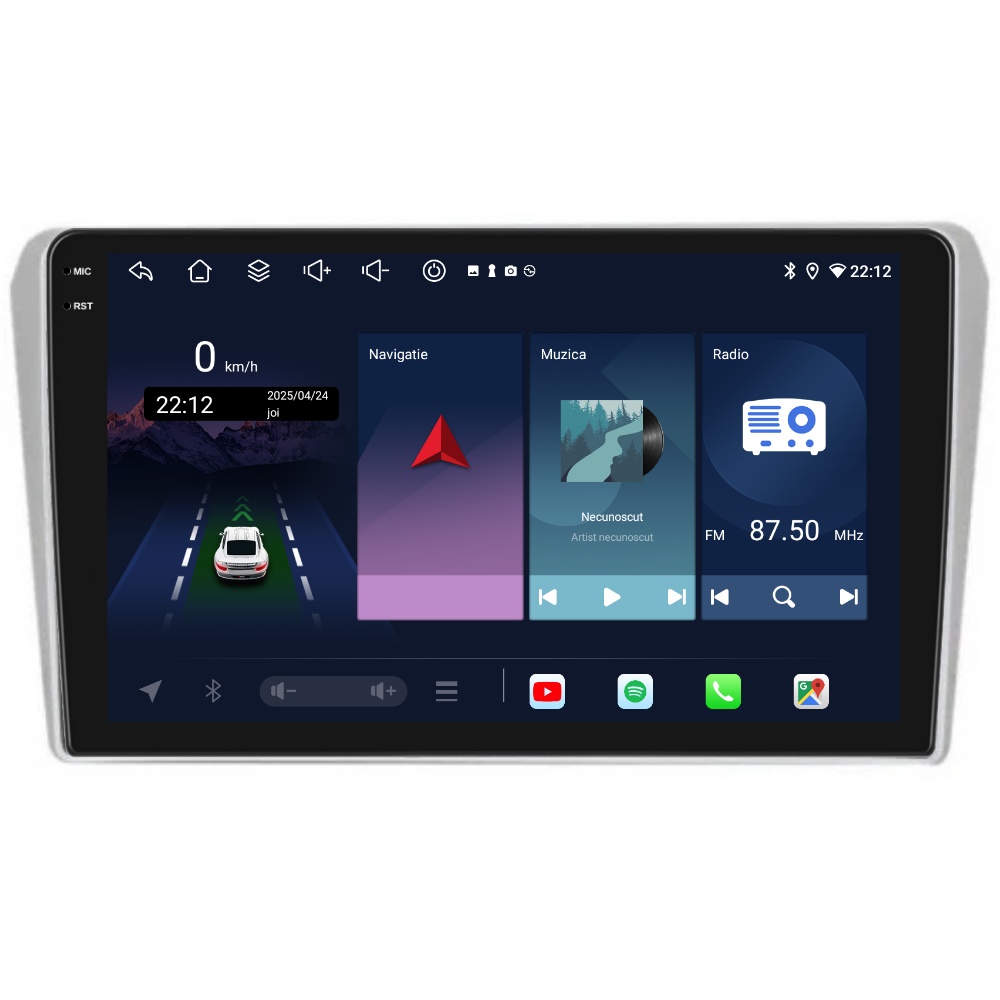 MIC
RST
22:12
0 km/h
22:12
2025/04/24
joi
Navigatie
Muzica
Necunoscut
Artist necunoscut
Radio
FM 87.50 MHz
G